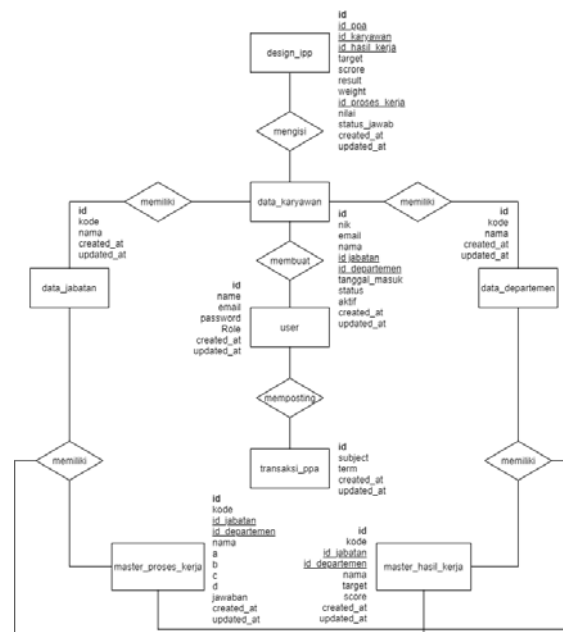 id
id_ppa
id_karyawan
id_hasil_kerja
target
scrore
result
weight
id_proses_kerja
nilai
status_jawab
created_at
updated_at
design_ipp
mengisi
memiliki
data_karyawan
memiliki
id
kode
nama
created_at
updated_at
data_jabatan
id
nik
email
nama
id_jabatan
id_departemen
tanggal_masuk
status
aktif
created_at
updated_at
membuat
id
kode
nama
created_at
updated_at
data_departemen
id
name
email
password
Role
created_at
updated_at
user
memposting
memiliki
memiliki
transaksi_ppa
id
subject
term
created_at
updated_at
id
kode
id_jabatan
id_departemen
nama
a
b
c
d
jawaban
created_at
updated_at
master_proses_kerja
id
kode
id_jabatan
id_departemen
nama
target
score
created_at
updated_at
master_hasil_kerja